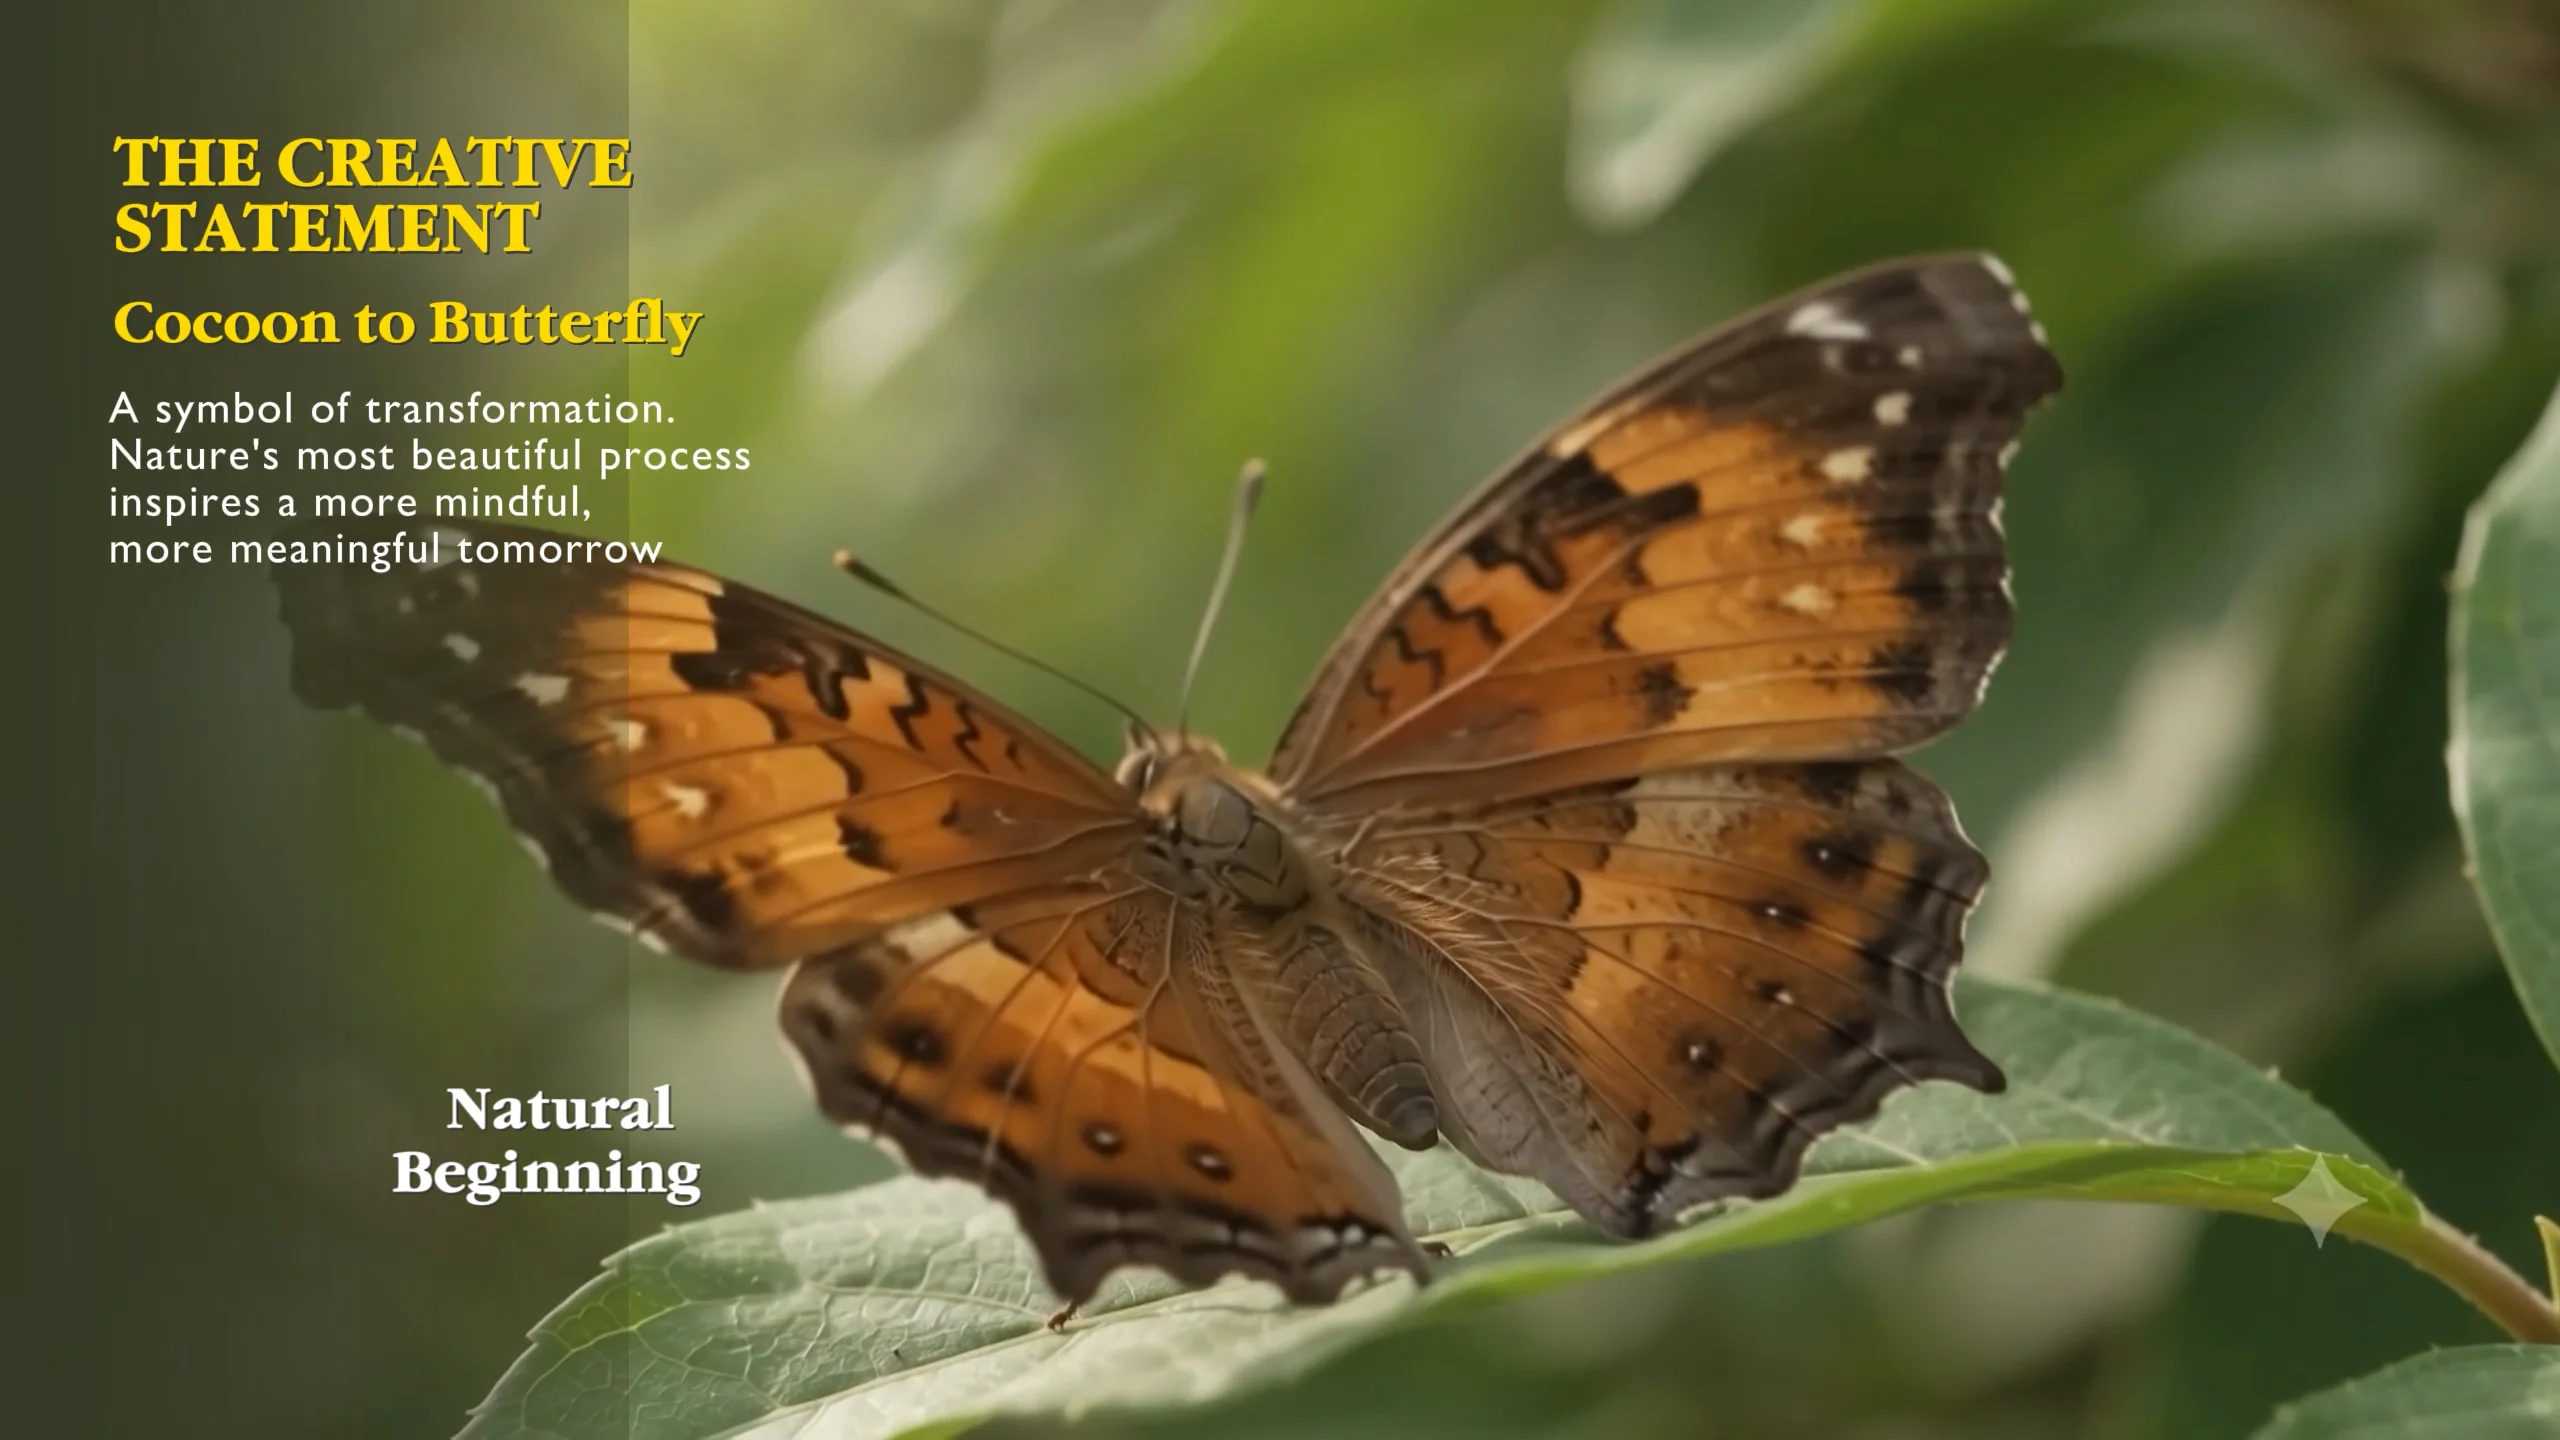 THE CREATIVE
STATEMENT
Cocoon to Butterfly
A symbol of transformation.
Nature's most beautiful process
inspires a more mindful,
more meaningful tomorrow
Natural
Beginning